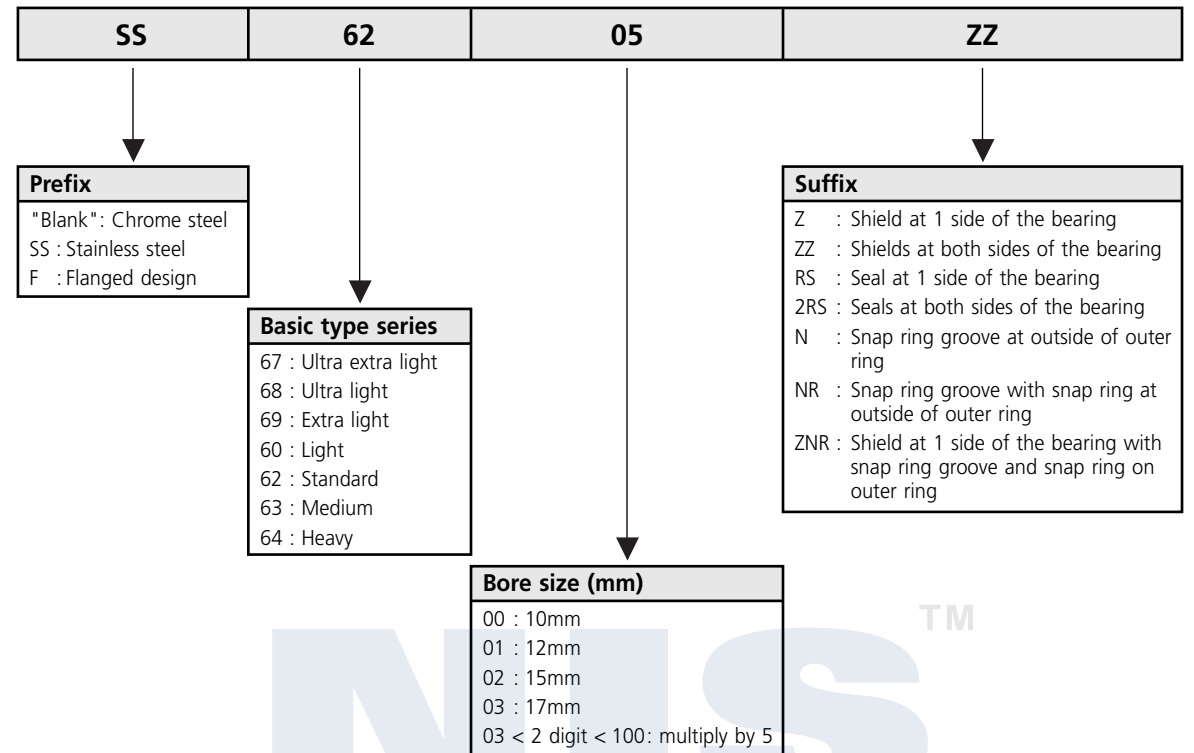 SS 62 05 ZZ
Prefix
"Blank": Chrome steel
SS : Stainless steel
F : Flanged design
Basic type series
67 : Ultra extra light
68 : Ultra light
69 : Extra light
60 : Light
62 : Standard
63 : Medium
64 : Heavy
Bore size (mm)
00 : 10mm
01 : 12mm
02 : 15mm
03 : 17mm
03 < 2 digit < 100: multiply by 5
Suffix
Z : Shield at 1 side of the bearing
ZZ : Shields at both sides of the bearing
RS : Seal at 1 side of the bearing
2RS : Seals at both sides of the bearing
N : Snap ring groove at outside of outer
ring
NR : Snap ring groove with snap ring at
outside of outer ring
ZNR : Shield at 1 side of the bearing with
snap ring groove and snap ring on
outer ring
NIS TM